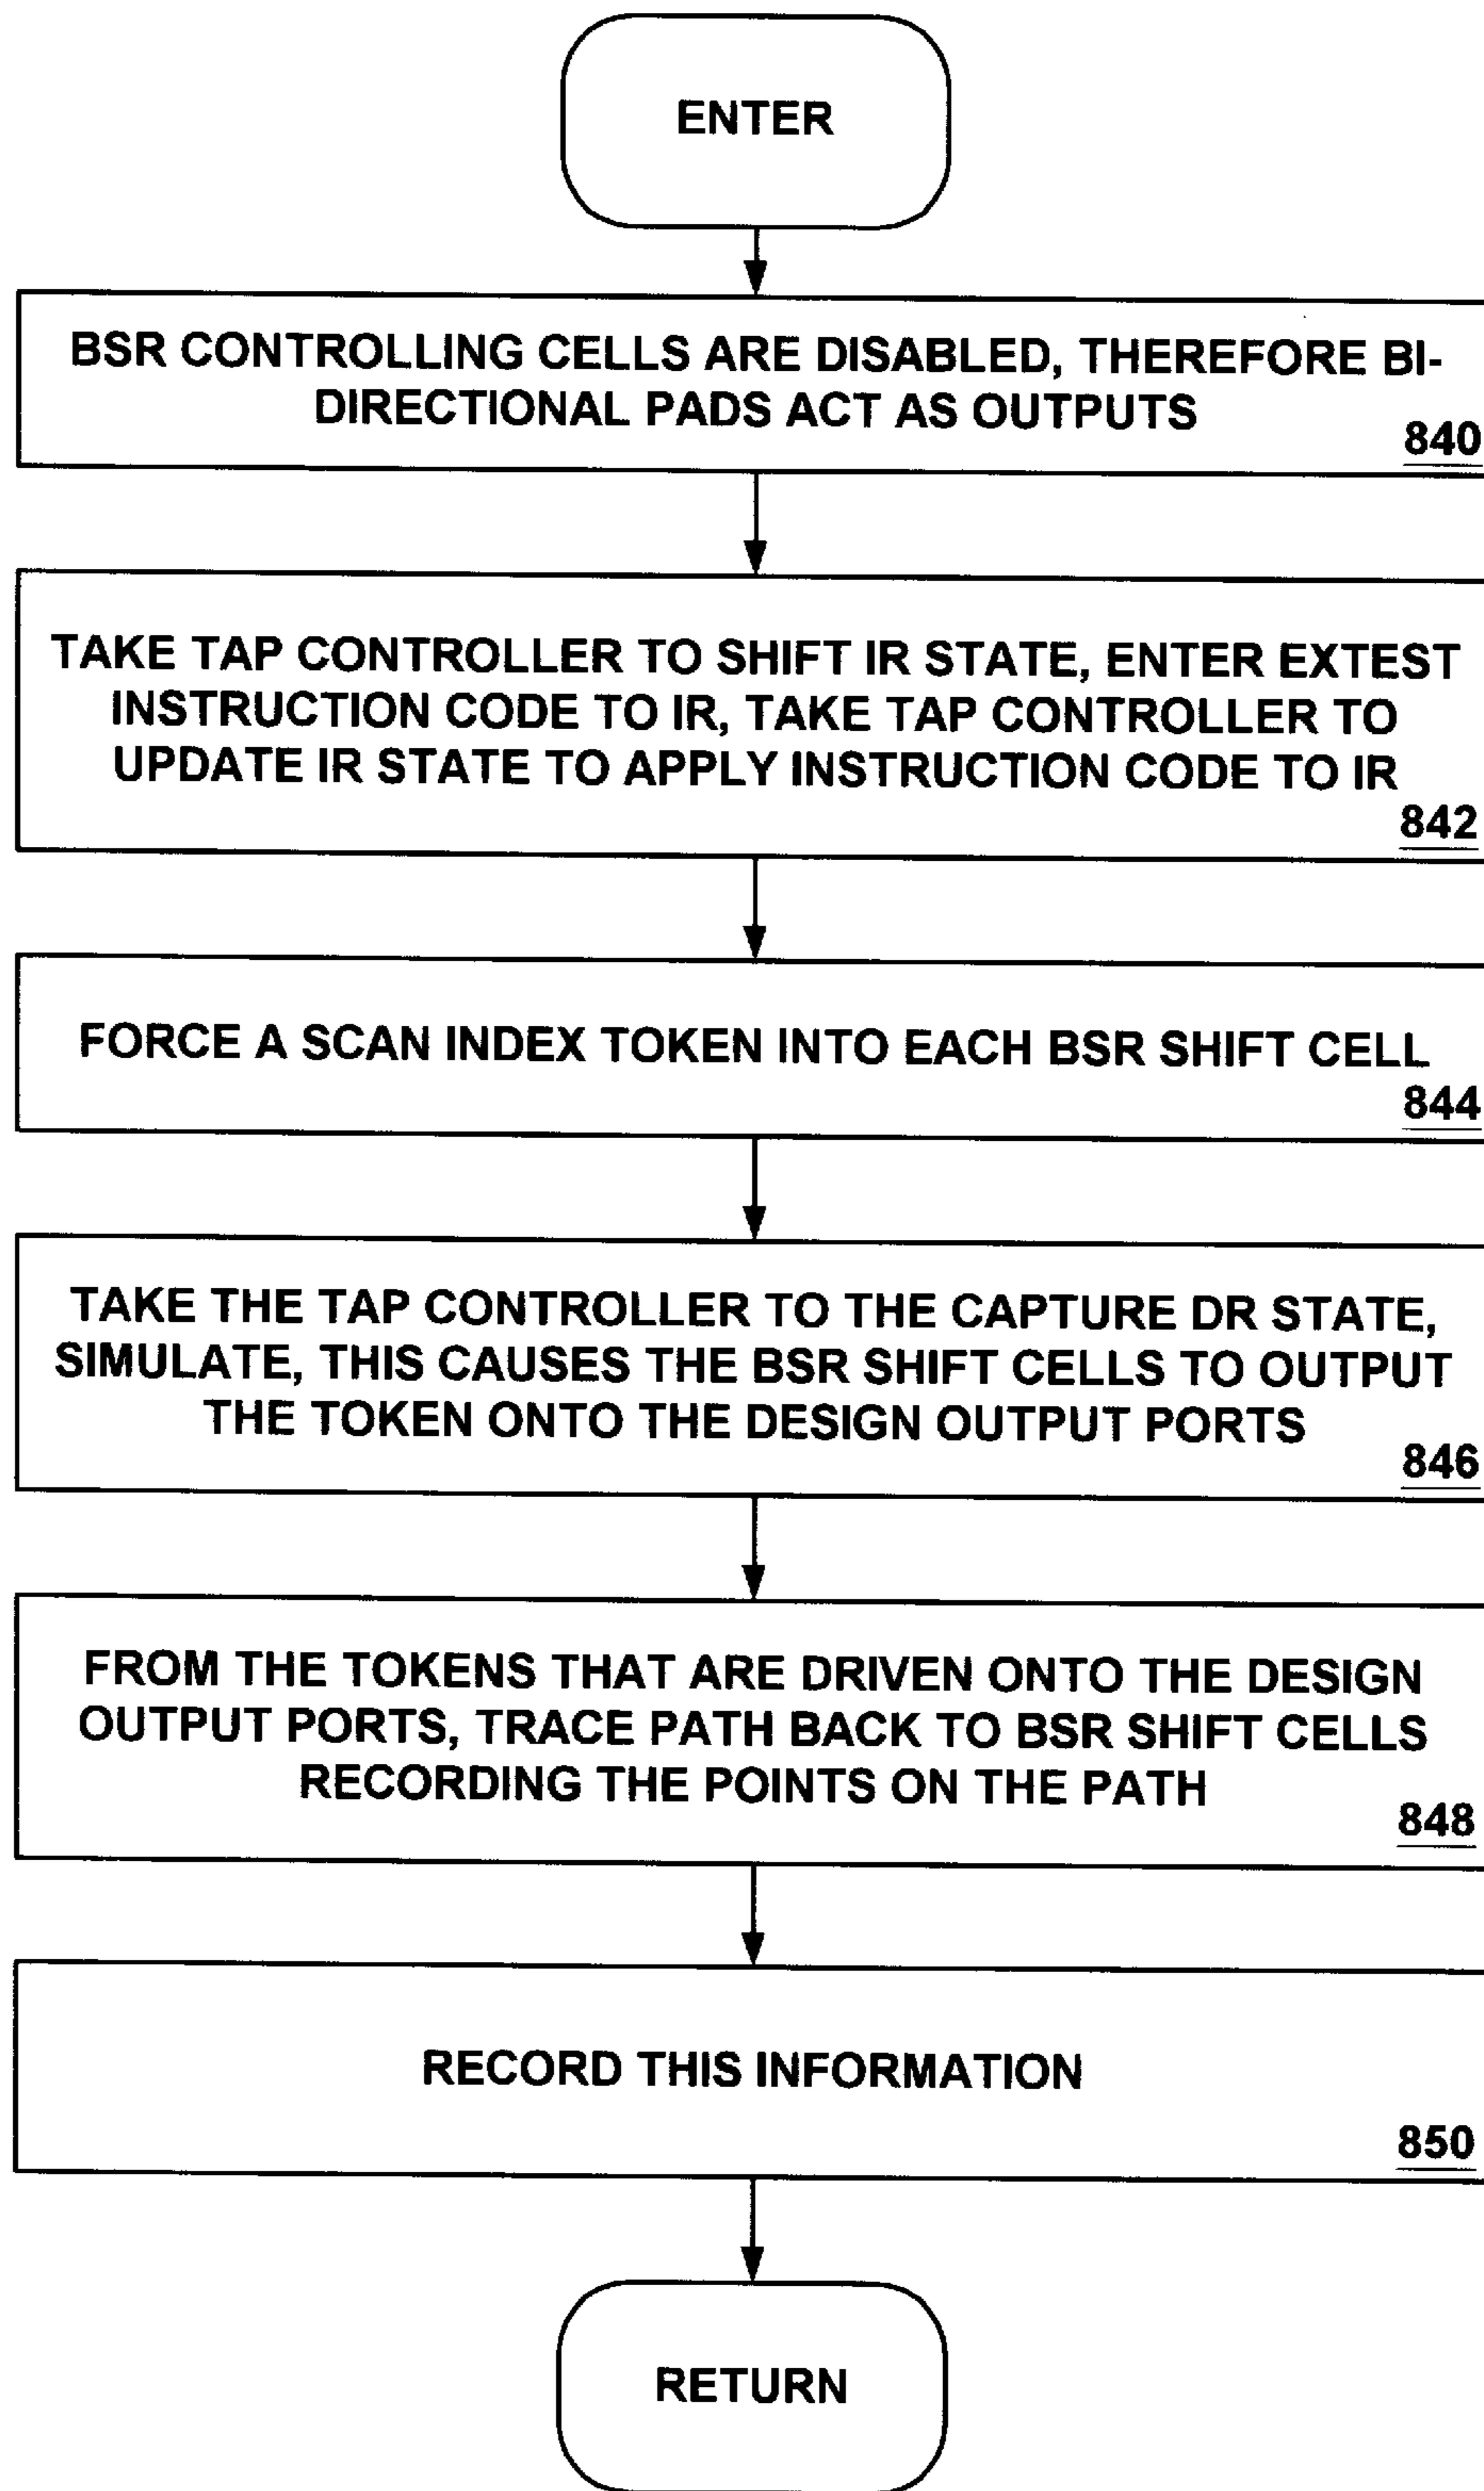 ENTER
BSR CONTROLLING CELLS ARE DISABLED, THEREFORE BI-
DIRECTIONAL PADS ACT AS OUTPUTS
840
TAKE TAP CONTROLLER TO SHIFT IR STATE, ENTER EXTEST
INSTRUCTION CODE TO IR, TAKE TAP CONTROLLER TO
UPDATE IR STATE TO APPLY INSTRUCTION CODE TO IR
842
FORCE A SCAN INDEX TOKEN INTO EACH BSR SHIFT CELL
844
TAKE THE TAP CONTROLLER TO THE CAPTURE DR STATE,
SIMULATE, THIS CAUSES THE BSR SHIFT CELLS TO OUTPUT
THE TOKEN ONTO THE DESIGN OUTPUT PORTS
846
FROM THE TOKENS THAT ARE DRIVEN ONTO THE DESIGN
OUTPUT PORTS, TRACE PATH BACK TO BSR SHIFT CELLS
RECORDING THE POINTS ON THE PATH
848
RECORD THIS INFORMATION
850
RETURN